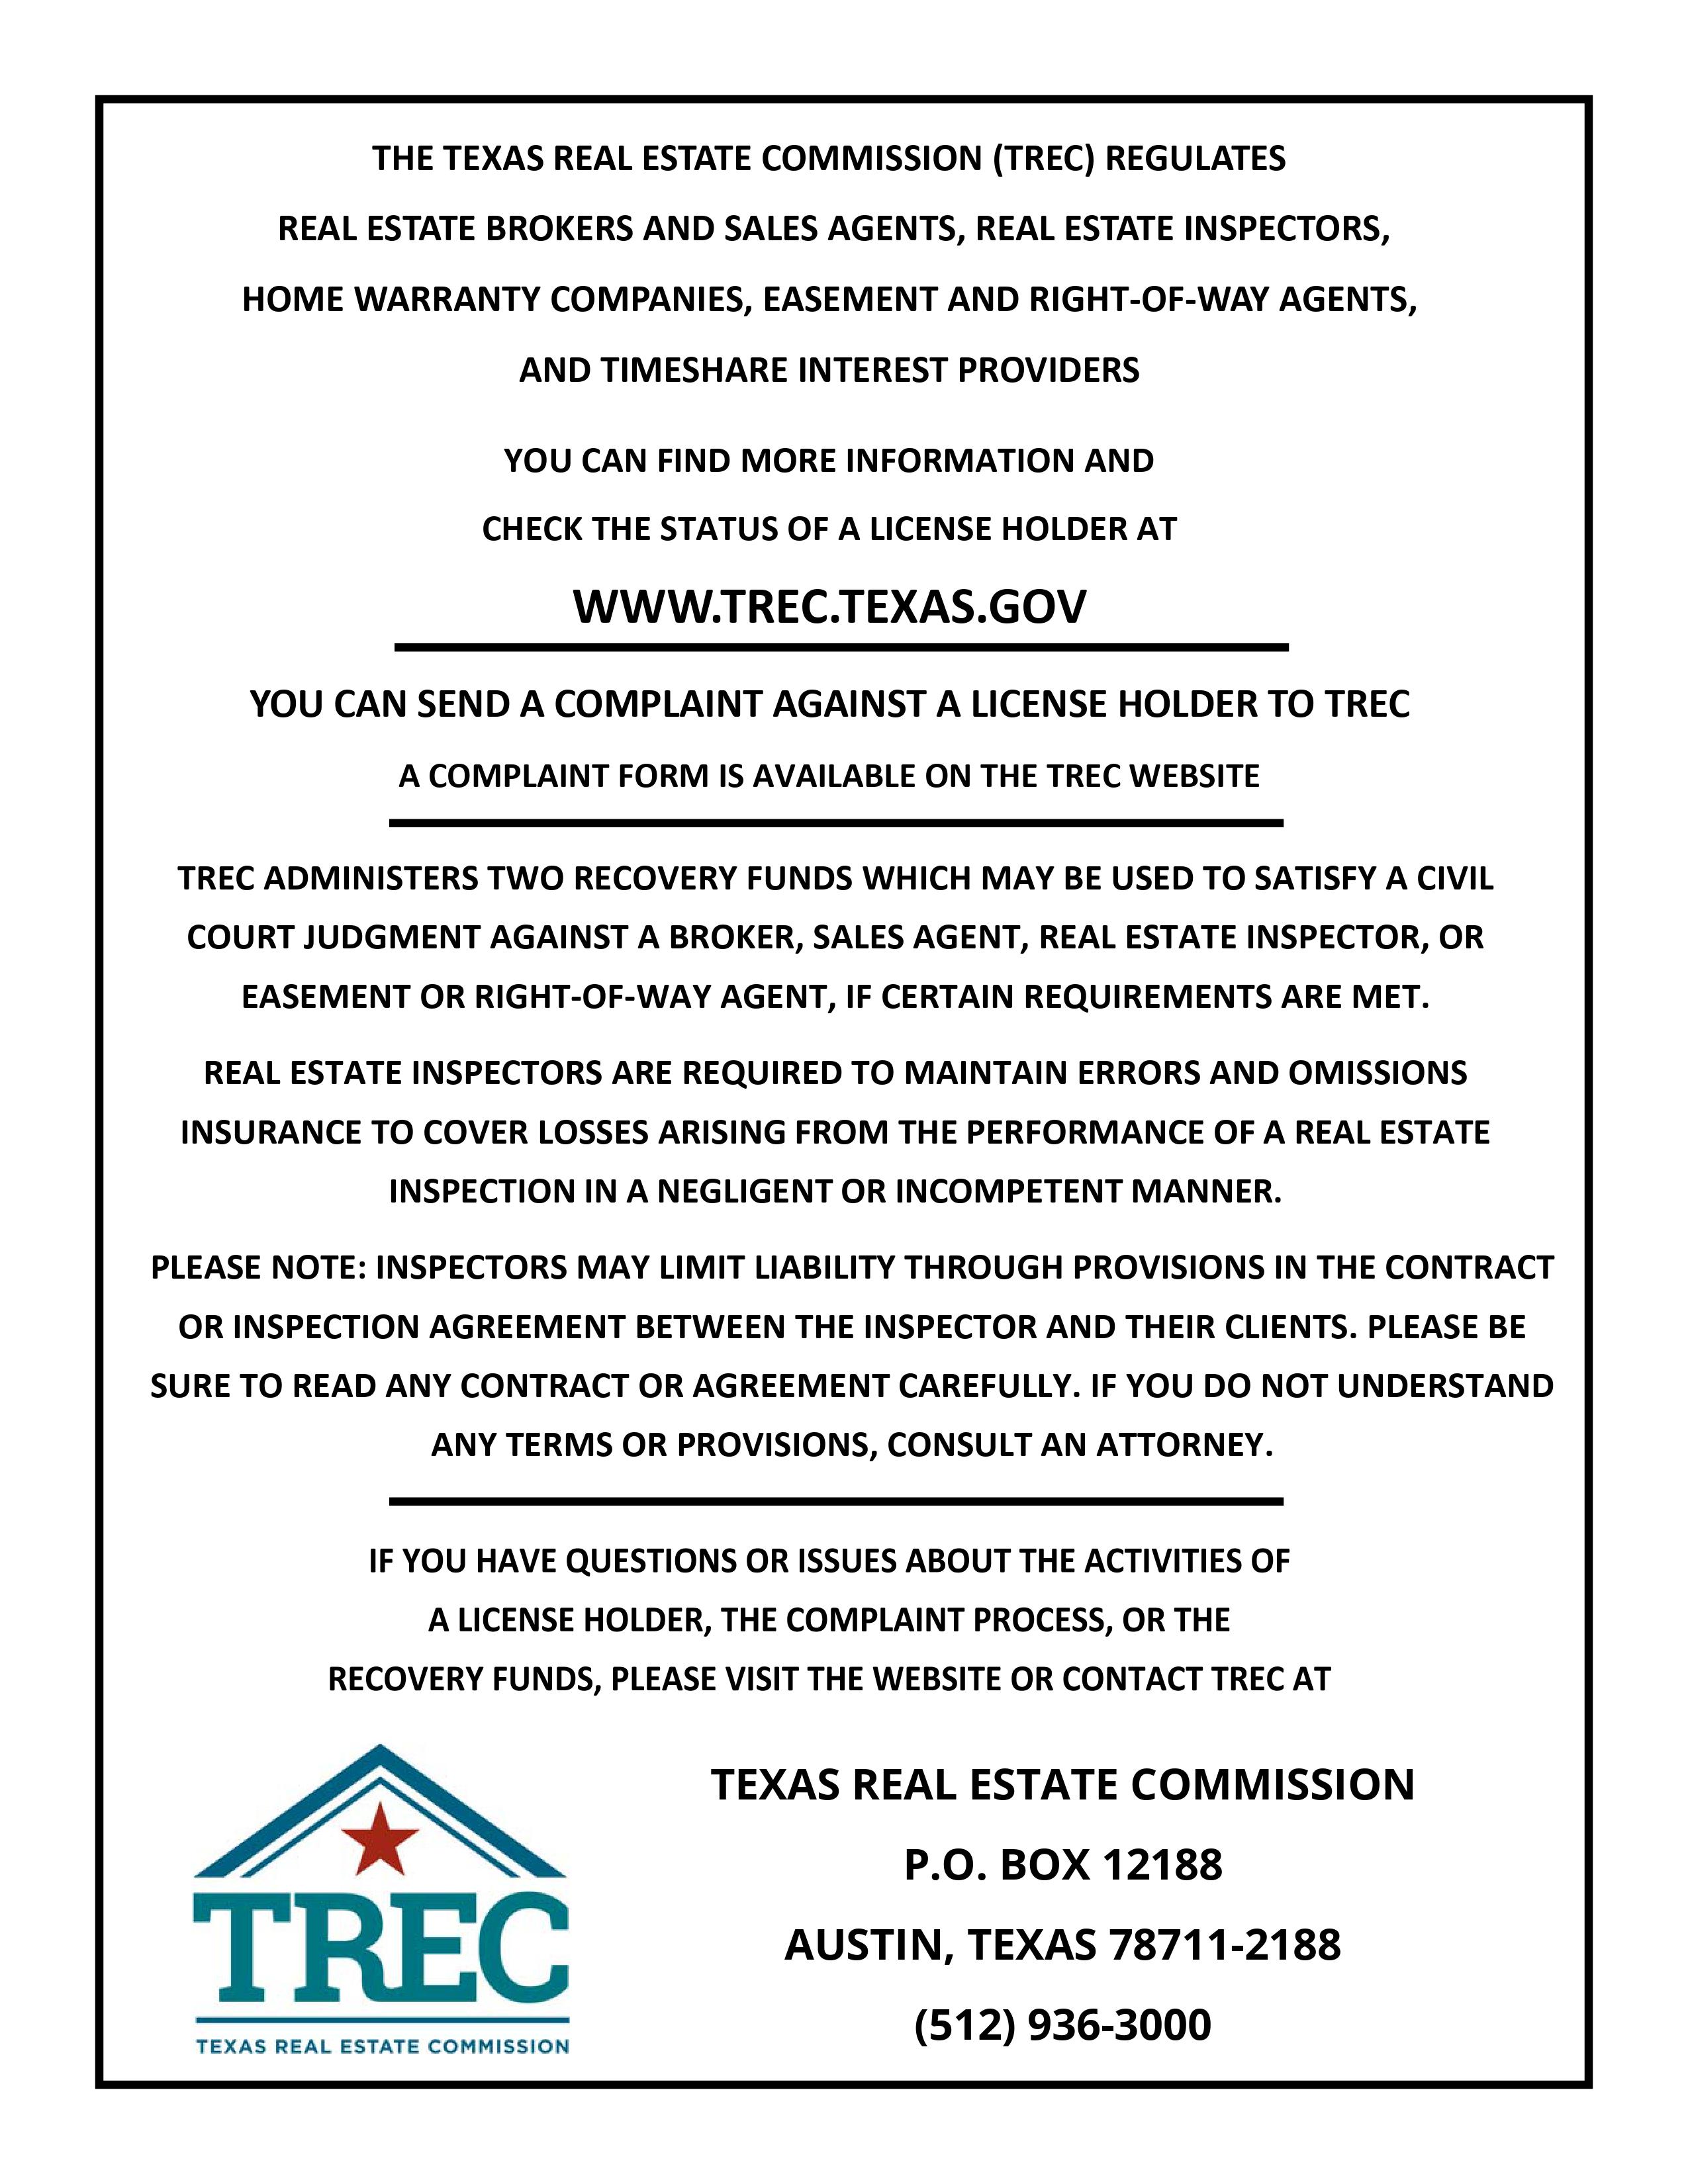 THE TEXAS REAL ESTATE COMMISSION (TREC) REGULATES
REAL ESTATE BROKERS AND SALES AGENTS, REAL ESTATE INSPECTORS,
HOME WARRANTY COMPANIES, EASEMENT AND RIGHT-OF-WAY AGENTS,
AND TIMESHARE INTEREST PROVIDERS
YOU CAN FIND MORE INFORMATION AND
CHECK THE STATUS OF A LICENSE HOLDER AT
WWW.TREC.TEXAS.GOV
YOU CAN SEND A COMPLAINT AGAINST A LICENSE HOLDER TO TREC
A COMPLAINT FORM IS AVAILABLE ON THE TREC WEBSITE
TREC ADMINISTERS TWO RECOVERY FUNDS WHICH MAY BE USED TO SATISFY A CIVIL
COURT JUDGMENT AGAINST A BROKER, SALES AGENT, REAL ESTATE INSPECTOR, OR
EASEMENT OR RIGHT-OF-WAY AGENT, IF CERTAIN REQUIREMENTS ARE MET.
REAL ESTATE INSPECTORS ARE REQUIRED TO MAINTAIN ERRORS AND OMISSIONS
INSURANCE TO COVER LOSSES ARISING FROM THE PERFORMANCE OF A REAL ESTATE
INSPECTION IN A NEGLIGENT OR INCOMPETENT MANNER.
PLEASE NOTE: INSPECTORS MAY LIMIT LIABILITY THROUGH PROVISIONS IN THE CONTRACT
OR INSPECTION AGREEMENT BETWEEN THE INSPECTOR AND THEIR CLIENTS. PLEASE BE
SURE TO READ ANY CONTRACT OR AGREEMENT CAREFULLY. IF YOU DO NOT UNDERSTAND
ANY TERMS OR PROVISIONS, CONSULT AN ATTORNEY.
IF YOU HAVE QUESTIONS OR ISSUES ABOUT THE ACTIVITIES OF
A LICENSE HOLDER, THE COMPLAINT PROCESS, OR THE
RECOVERY FUNDS, PLEASE VISIT THE WEBSITE OR CONTACT TREC AT
TREC
TEXAS REAL ESTATE COMMISSION
TEXAS REAL ESTATE COMMISSION
P.O. BOX 12188
AUSTIN, TEXAS 78711-2188
(512) 936-3000